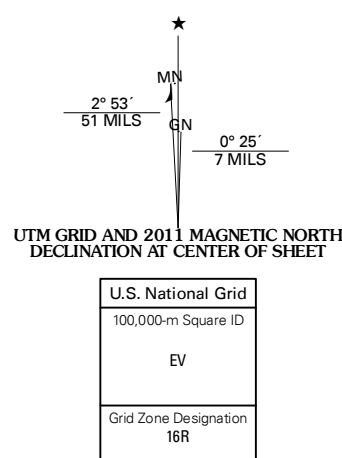 ★
MN
2° 53´
51 MILS
GN
0° 25´
7 MILS
UTM GRID AND 2011 MAGNETIC NORTH
DECLINATION AT CENTER OF SHEET
U.S. National Grid
100,000-m Square ID
EV
Grid Zone Designation
16R